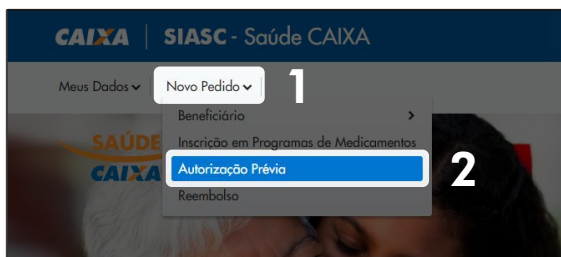 CAIXA | SIASC - Saúde CAIXA
Meus Dados
Novo Pedido
1
Beneficiário
Inscrição em Programas de Medicamentos
Autorização Prévia
2
Reembolso
SAÚDE
CAIXA